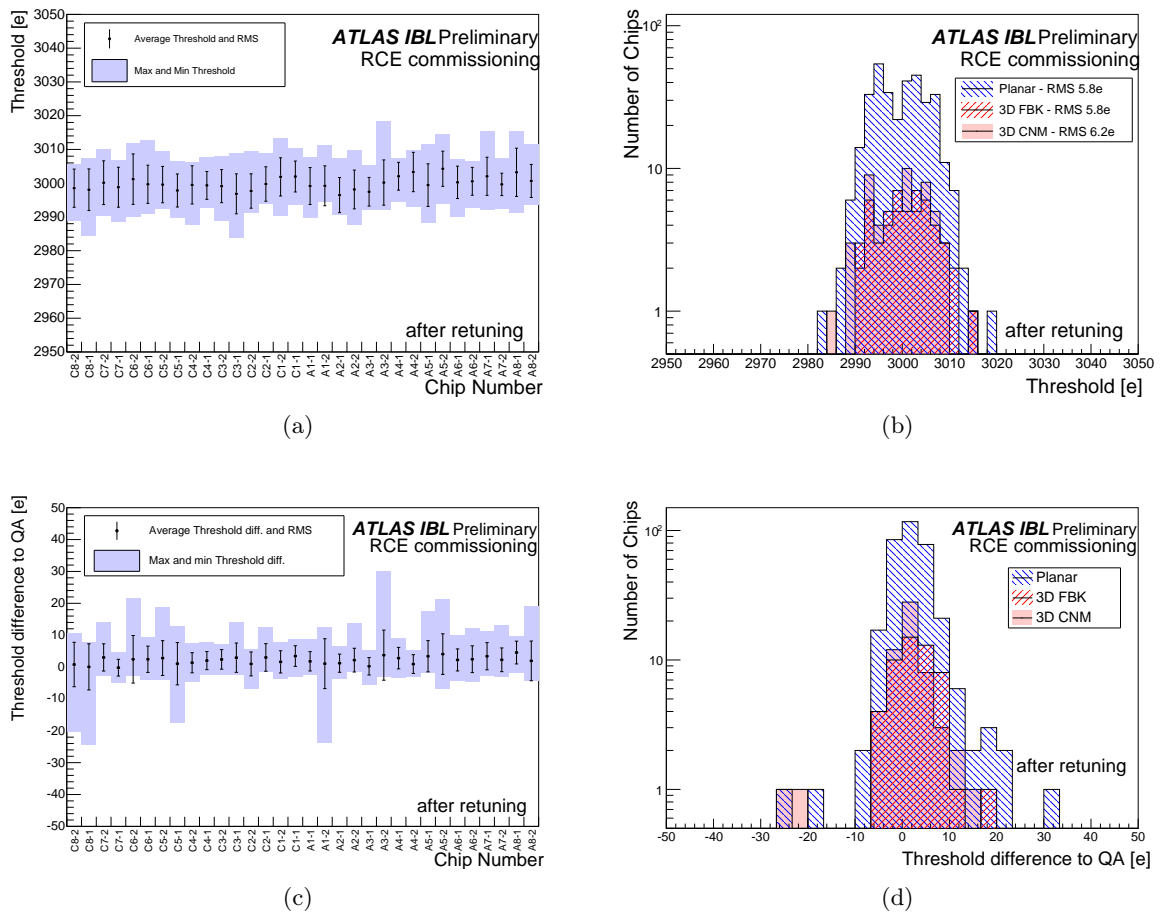 3050
3040
3030
3020
3010
3000
2990
2980
2970
2960
2950
Threshold [e]
Average Threshold and RMS
Max and Min Threshold
ATLAS IBL Preliminary
RCE commissioning
after retuning
C8-2 C8-1 C7-2 C7-1 C6-2 C6-1 C5-2 C5-1 C4-2 C4-1 C3-2 C3-1 C2-2 C2-1 C1-2 C1-1 A1-1 A1-2 A2-1 A2-2 A3-1 A3-2 A4-1 A4-2 A5-1 A5-2 A6-1 A6-2 A7-1 A7-2 A8-1 A8-2
Chip Number
(a)
Number of Chips
10²
10
1
ATLAS IBL Preliminary
RCE commissioning
Planar - RMS 5.8e
3D FBK - RMS 5.8e
3D CNM - RMS 6.2e
after retuning
2950 2960 2970 2980 2990 3000 3010 3020 3030 3040 3050
Threshold [e]
(b)
50
40
30
20
10
0
-10
-20
-30
-40
-50
Threshold difference to QA [e]
Average Threshold diff. and RMS
Max and min Threshold diff.
ATLAS IBL Preliminary
RCE commissioning
after retuning
C8-2 C8-1 C7-2 C7-1 C6-2 C6-1 C5-2 C5-1 C4-2 C4-1 C3-2 C3-1 C2-2 C2-1 C1-2 C1-1 A1-1 A1-2 A2-1 A2-2 A3-1 A3-2 A4-1 A4-2 A5-1 A5-2 A6-1 A6-2 A7-1 A7-2 A8-1 A8-2
Chip Number
(c)
Number of Chips
10²
10
1
ATLAS IBL Preliminary
RCE commissioning
Planar
3D FBK
3D CNM
after retuning
-50 -40 -30 -20 -10 0 10 20 30 40 50
Threshold difference to QA [e]
(d)